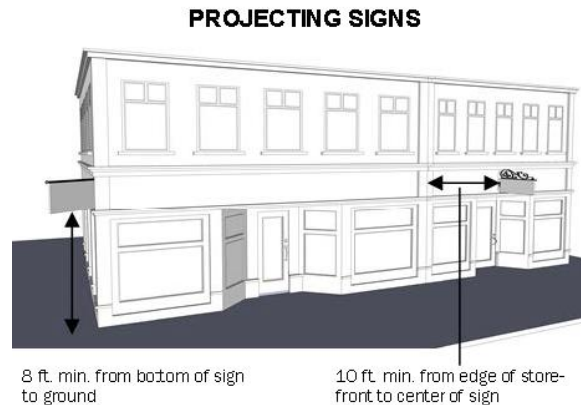 PROJECTING SIGNS
8 ft. min. from bottom of sign
to ground
10 ft. min. from edge of store-
front to center of sign